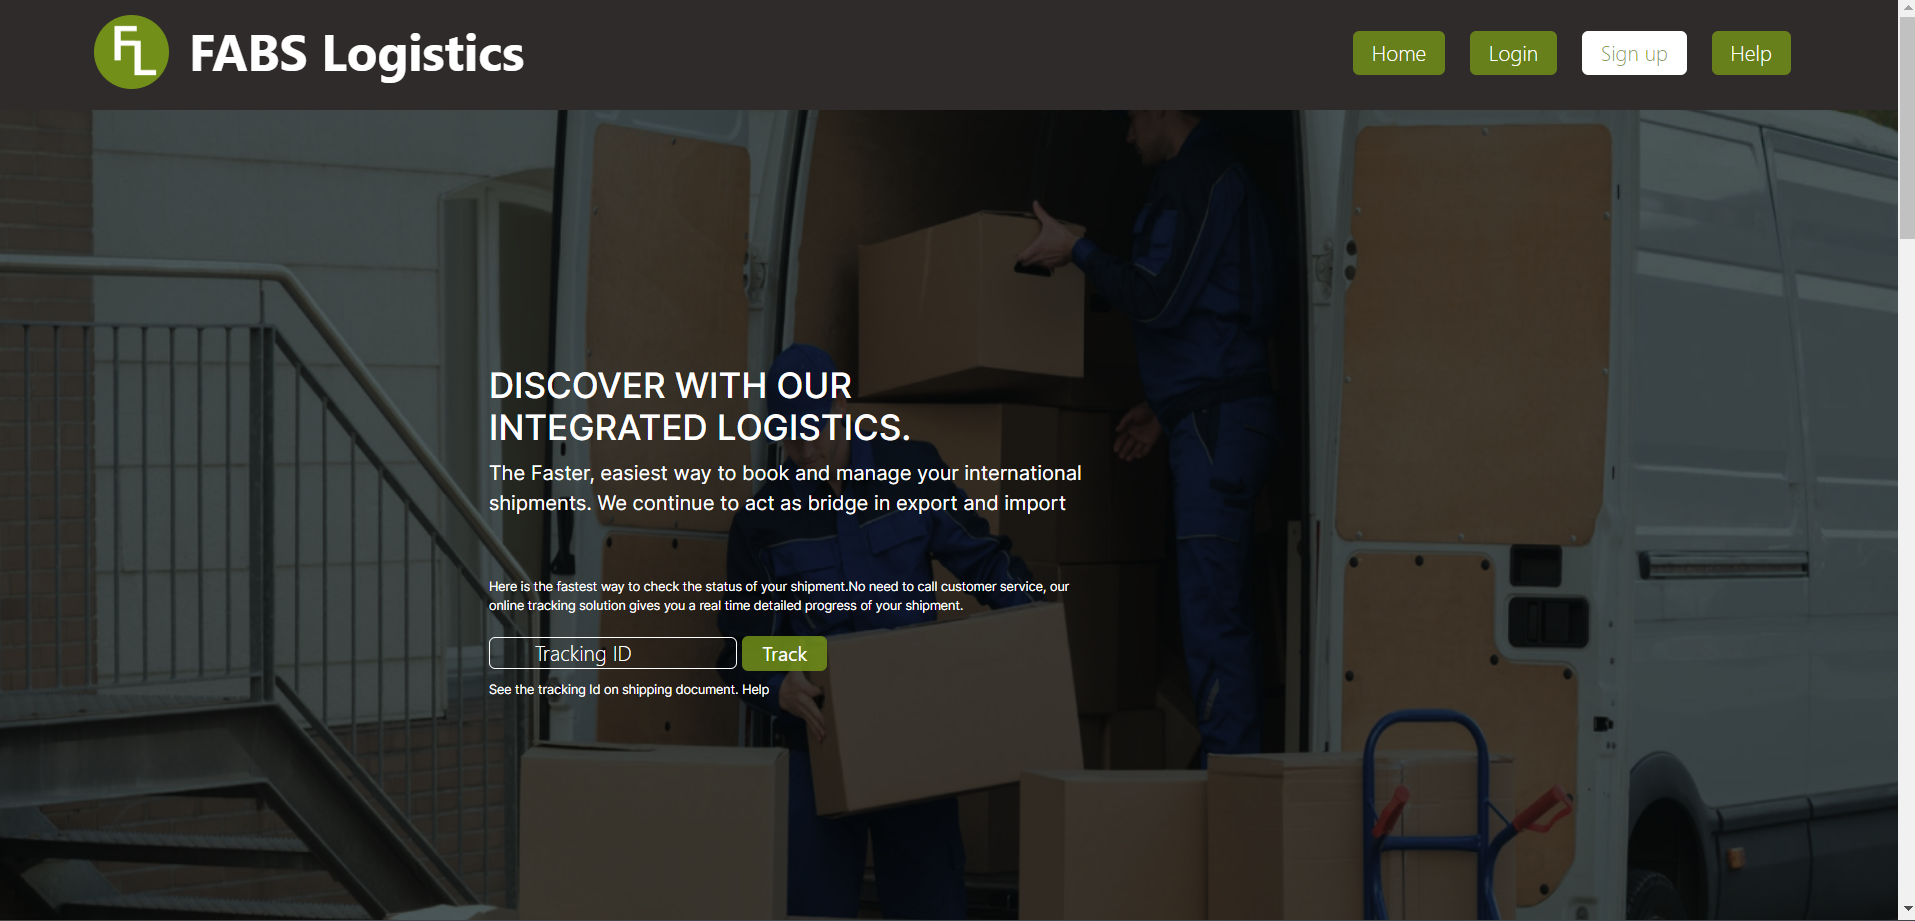 FL FABS Logistics
Home Login Sign up Help
DISCOVER WITH OUR
INTEGRATED LOGISTICS.
The Faster, easiest way to book and manage your international
shipments. We continue to act as bridge in export and import
Here is the fastest way to check the status of your shipment.No need to call customer service, our
online tracking solution gives you a real time detailed progress of your shipment.
Tracking ID Track
See the tracking Id on shipping document. Help